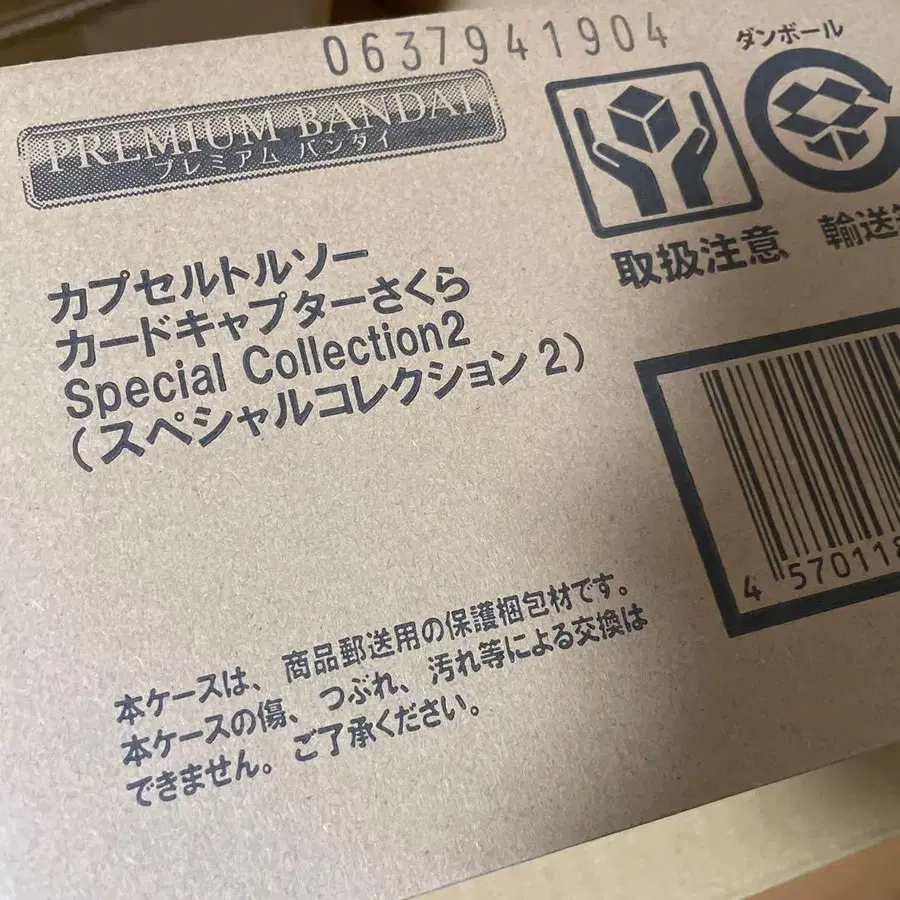 0637941904
PREMIUM BANDAI
プレミアム バンダイ
ダンボール
取扱注意
輸送
カプセルトルソー
カードキャプターさくら
Special Collection2
(スペシャルコレクション2)
4 570118
本ケースは、商品郵送用の保護梱包材です。
本ケースの傷、つぶれ、汚れ等による交換は
できません。ご了承ください。